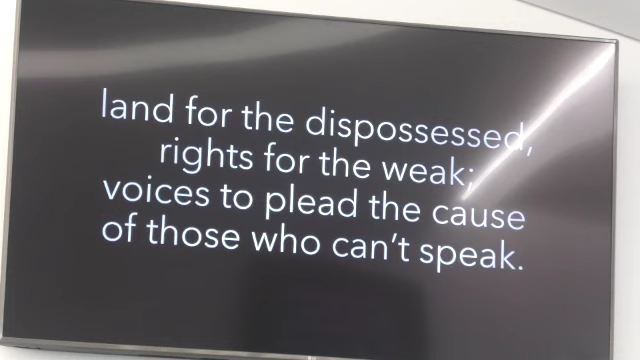 land for the dispossessed,
rights for the weak;
voices to plead the cause
of those who can't speak.